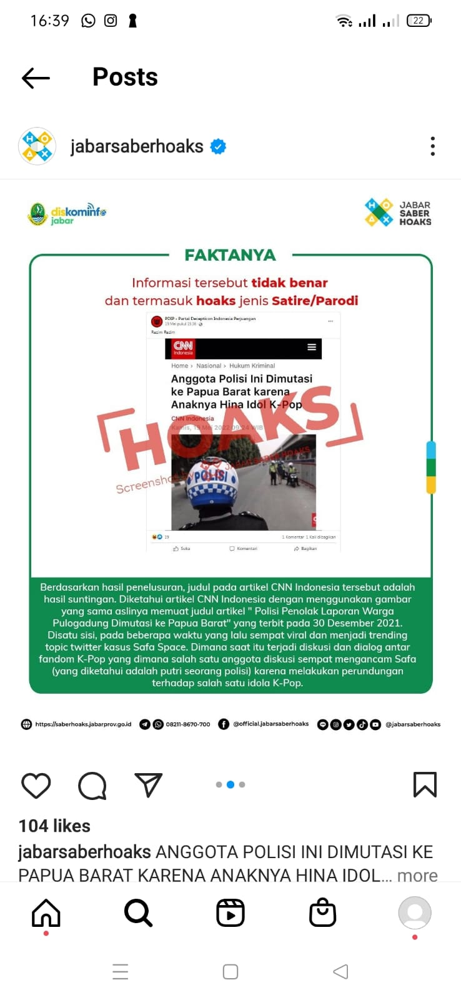 16:39
22
Posts
jabarsaberhoaks
diskominfo
jabar
H O A X
JABAR
SABER
HOAKS
FAKTANYA
Informasi tersebut tidak benar
dan termasuk hoaks jenis Satire/Parodi
PDIP - Partai Decepticon Indonesia Perjuangan
19 Mei pukul 19.36
Rezim Rezim
CNN
Indonesia
Home > Nasional > Hukum Kriminal
Anggota Polisi Ini Dimutasi
ke Papua Barat karena
Anaknya Hina Idol K-Pop
CNN Indonesia
Kamis, 19 Mei 2022 09:24 WIB
HOAKS
Screenshot by JABAR SABER HOAKS
POLISI
19
1 Komentar 1 Kali dibagikan
Suka Komentari Bagikan
Berdasarkan hasil penelusuran, judul pada artikel CNN Indonesia tersebut adalah
hasil suntingan. Diketahui artikel CNN Indonesia dengan menggunakan gambar
yang sama aslinya memuat judul artikel " Polisi Penolak Laporan Warga
Pulogadung Dimutasi ke Papua Barat" yang terbit pada 30 Desember 2021.
Disatu sisi, pada beberapa waktu yang lalu sempat viral dan menjadi trending
topic twitter kasus Safa Space. Dimana saat itu terjadi diskusi dan dialog antar
fandom K-Pop yang dimana salah satu anggota diskusi sempat mengancam Safa
(yang diketahui adalah putri seorang polisi) karena melakukan perundungan
terhadap salah satu idola K-Pop.
https://saberhoaks.jabarprov.go.id 08211-8670-700 @official.jabarsaberhoaks @jabarsaberhoaks
104 likes
jabarsaberhoaks ANGGOTA POLISI INI DIMUTASI KE
PAPUA BARAT KARENA ANAKNYA HINA IDOL... more